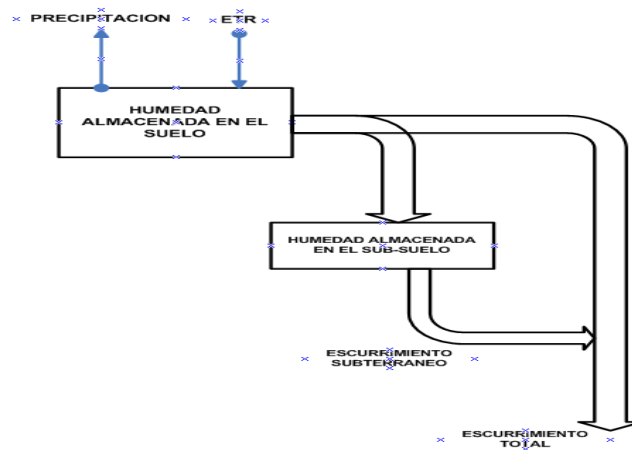 PRECIPITACION
ETR
HUMEDAD
ALMACENADA EN EL
SUELO
HUMEDAD ALMACENADA
EN EL SUB-SUELO
ESCURRIMIENTO
SUBTERRANEO
ESCURRIMIENTO
TOTAL